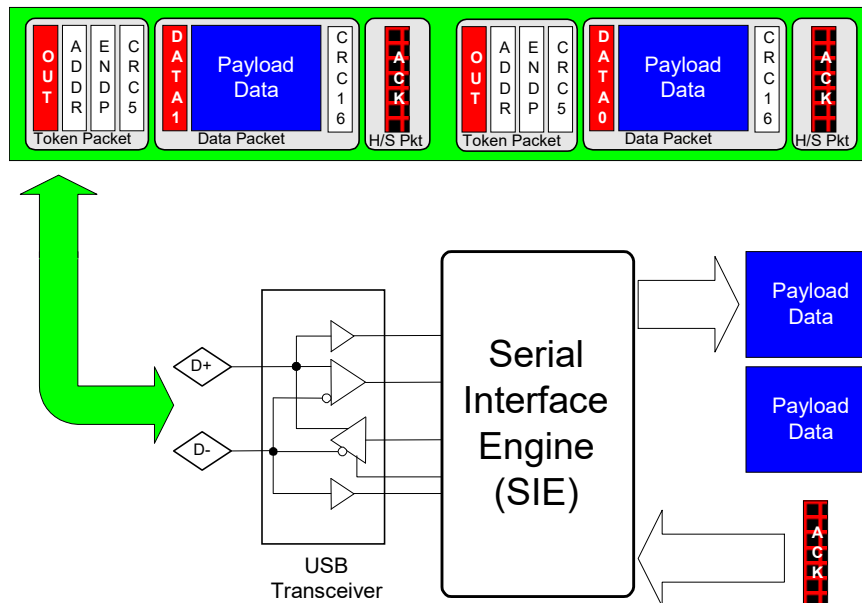 OUT
ADDR
ENDP
CRC5
Token Packet
DATA1
Payload
Data
CRC16
Data Packet
ACK
H/S Pkt
OUT
ADDR
ENDP
CRC5
Token Packet
DATA0
Payload
Data
CRC16
Data Packet
ACK
H/S Pkt
D+
D-
USB
Transceiver
Serial
Interface
Engine
(SIE)
Payload
Data
Payload
Data
ACK